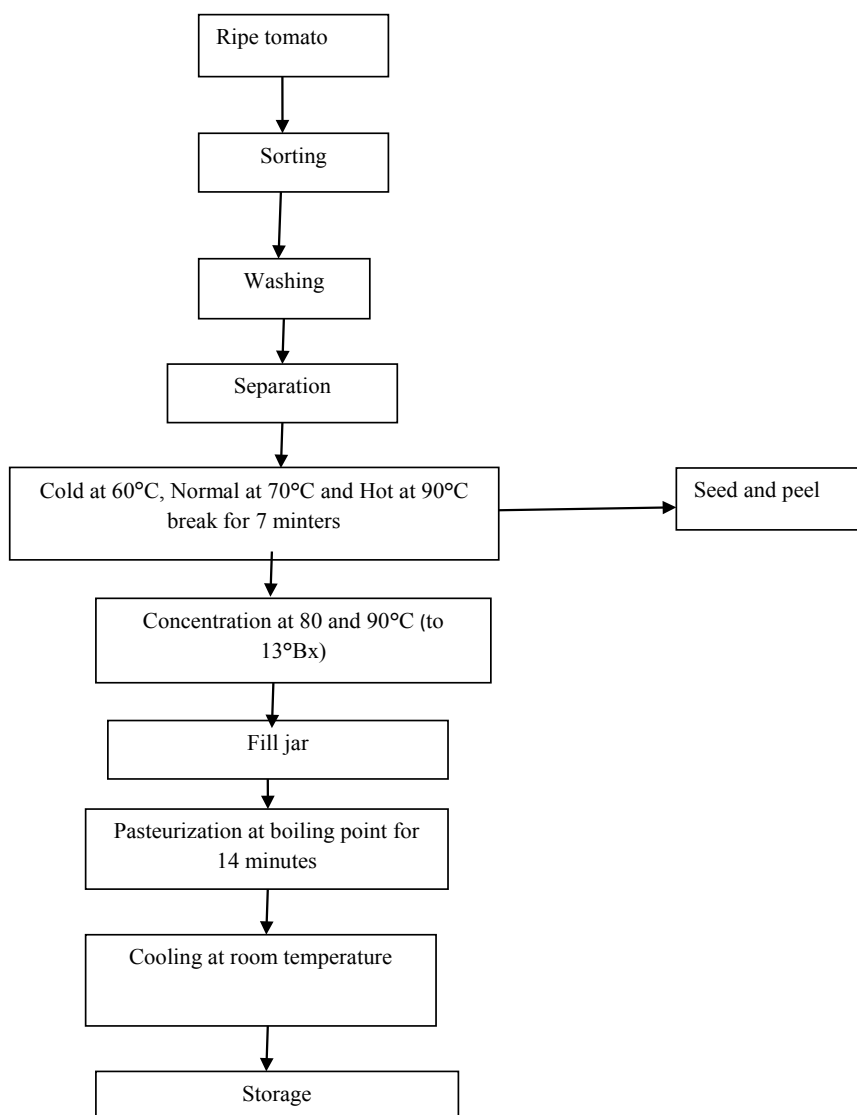 Ripe tomato
Sorting
Washing
Separation
Cold at 60°C, Normal at 70°C and Hot at 90°C
break for 7 minters
Seed and peel
Concentration at 80 and 90°C (to
13°Bx)
Fill jar
Pasteurization at boiling point for
14 minutes
Cooling at room temperature
Storage